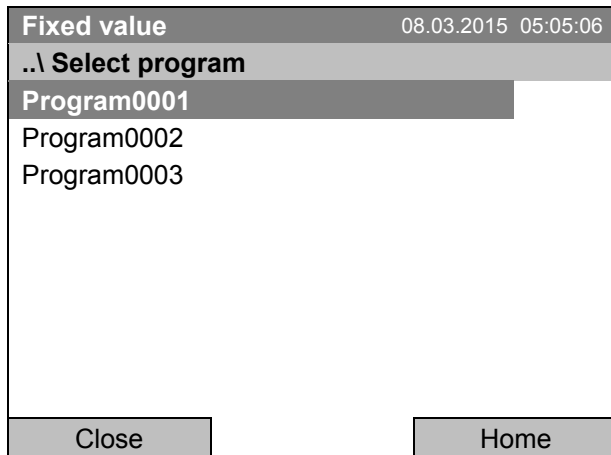 Fixed value 08.03.2015 05:05:06
..\ Select program
Program0001
Program0002
Program0003
Close Home